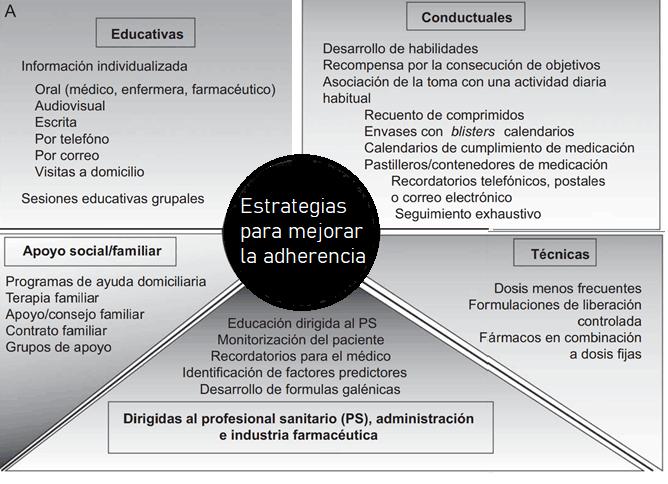 A
Educativas
Información individualizada
Oral (médico, enfermera, farmacéutico)
Audiovisual
Escrita
Por telefóno
Por correo
Visitas a domicilio
Sesiones educativas grupales
Conductuales
Desarrollo de habilidades
Recompensa por la consecución de objetivos
Asociación de la toma con una actividad diaria
habitual
Recuento de comprimidos
Envases con blisters calendarios
Calendarios de cumplimiento de medicación
Pastilleros/contenedores de medicación
Recordatorios telefónicos, postales
o correo electrónico
Seguimiento exhaustivo
Estrategias
para mejorar
la adherencia
Apoyo social/familiar
Programas de ayuda domiciliaria
Terapia familiar
Apoyo/consejo familiar
Contrato familiar
Grupos de apoyo
Educación dirigida al PS
Monitorización del paciente
Recordatorios para el médico
Identificación de factores predictores
Desarrollo de formulas galénicas
Dirigidas al profesional sanitario (PS), administración
e industria farmacéutica
Técnicas
Dosis menos frecuentes
Formulaciones de liberación
controlada
Fármacos en combinación
a dosis fijas